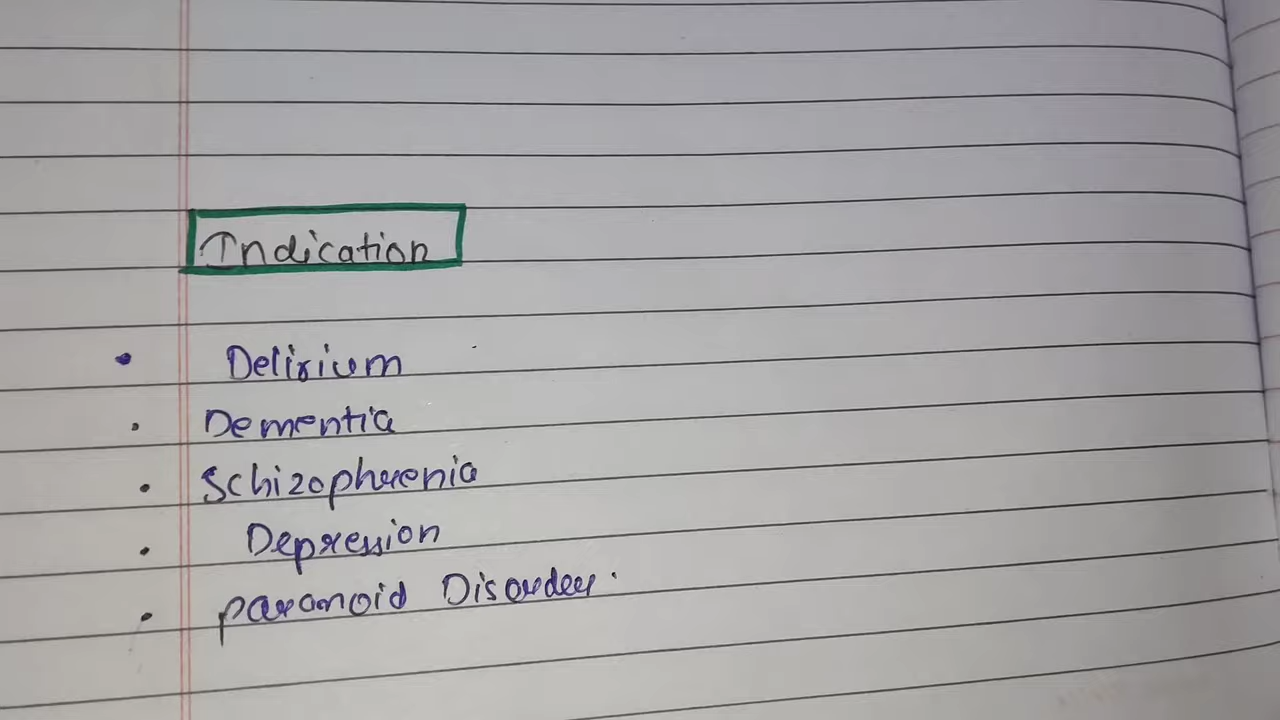 Indication
• Delirium
• Dementia
• Schizophrenia
• Depression
• paranoid Disorder.